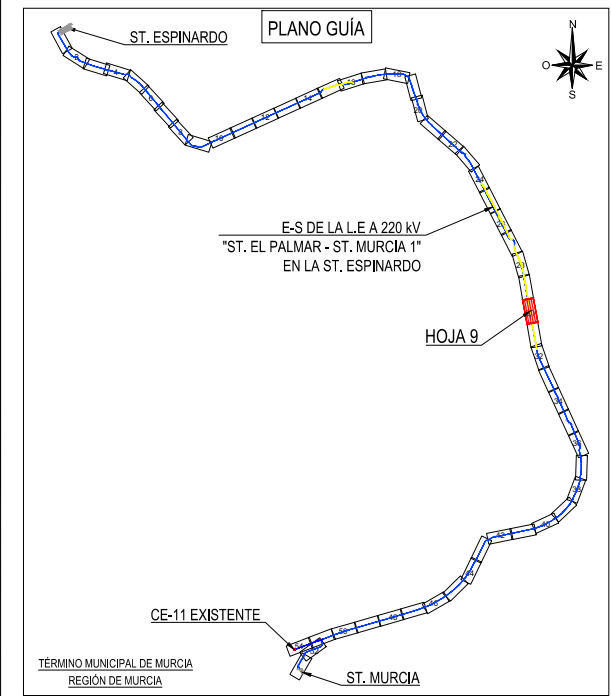 PLANO GUÍA
ST. ESPINARDO
N
O
E
S
E-S DE LA L.E A 220 kV
"ST. EL PALMAR - ST. MURCIA 1"
EN LA ST. ESPINARDO
HOJA 9
CE-11 EXISTENTE
TÉRMINO MUNICIPAL DE MURCIA
REGIÓN DE MURCIA
ST. MURCIA